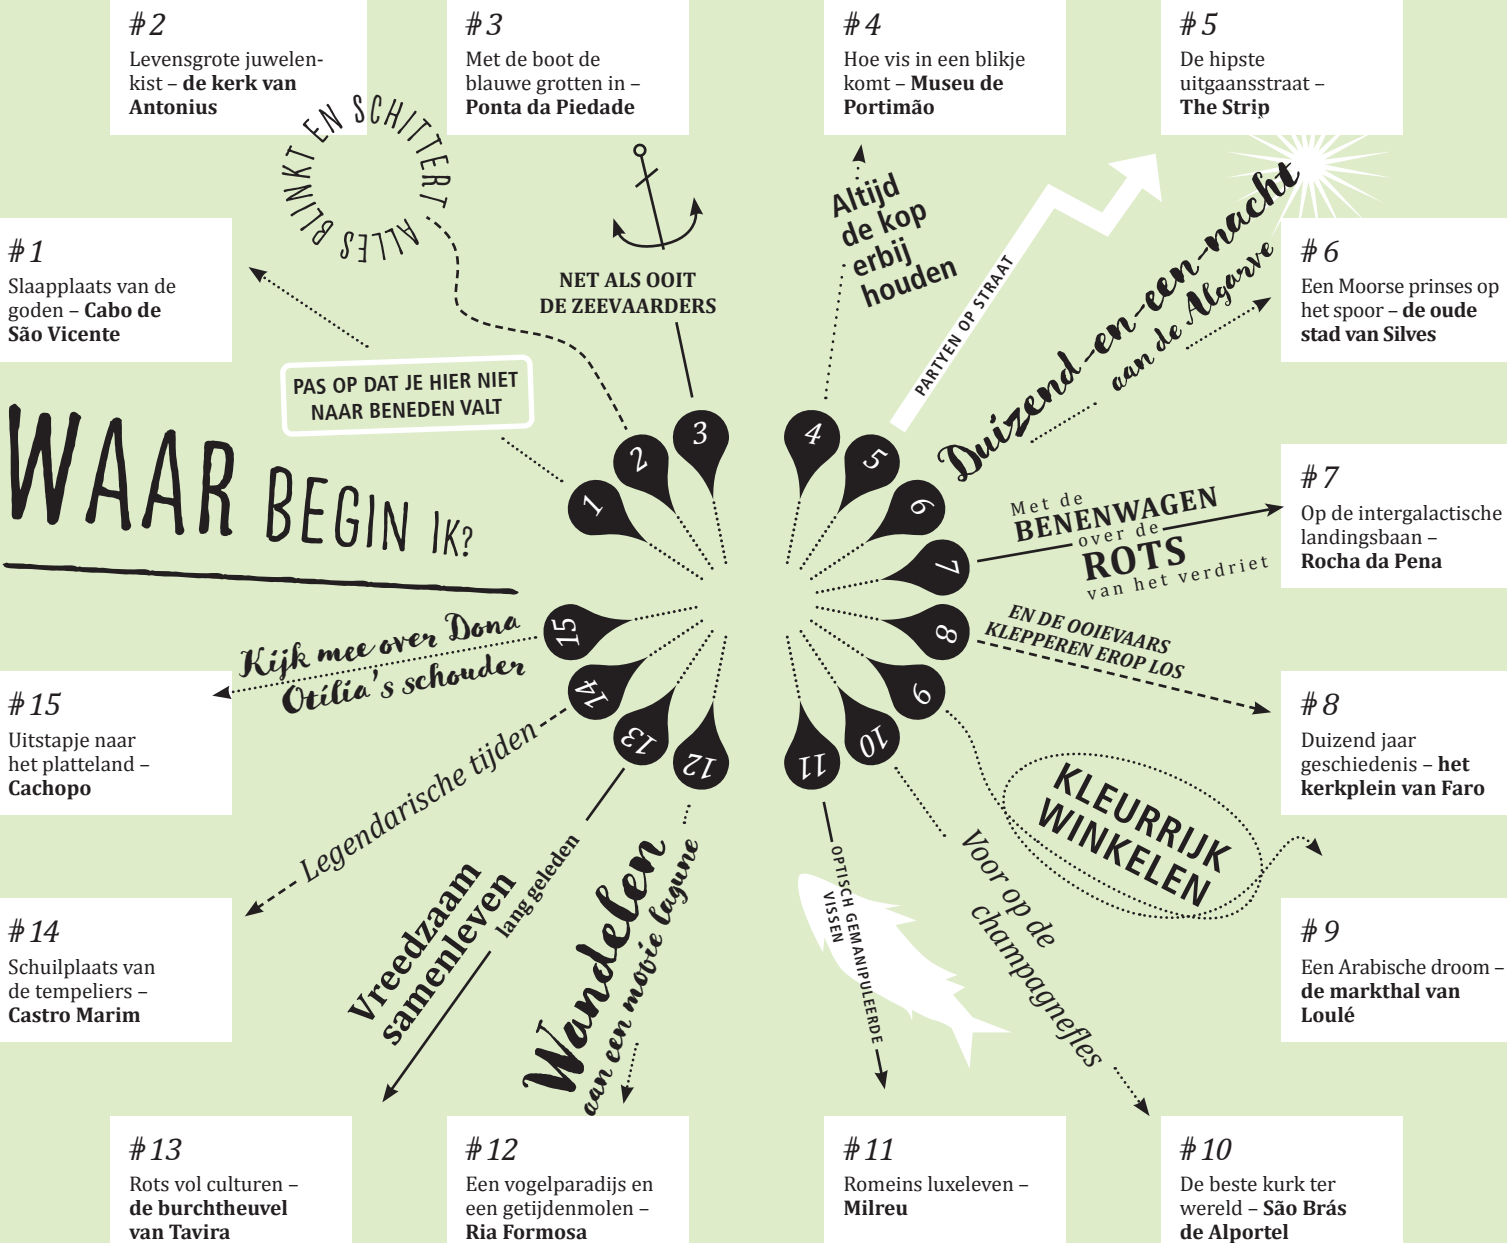 #2
Levensgrote juwelen-
kist – de kerk van
Antonius
#3
Met de boot de
blauwe grotten in –
Ponta da Piedade
#4
Hoe vis in een blikje
komt – Museu de
Portimão
#5
De hipste
uitgaansstraat –
The Strip
ALLES BLINKT EN SCHITTERT
NET ALS OOIT
DE ZEEVAARDERS
Altijd
de kop
erbij
houden
PARTYEN OP STRAAT
Duizend-en-een-nacht
aan de Algarve
#1
Slaapplaats van de
goden – Cabo de
São Vicente
#6
Een Moorse prinses op
het spoor – de oude
stad van Silves
PAS OP DAT JE HIER NIET
NAAR BENEDEN VALT
WAAR BEGIN IK?
1
2
3
4
5
6
7
8
9
10
11
12
13
14
15
Met de
BENENWAGEN
over de
ROTS
van het verdriet
#7
Op de intergalactische
landingsbaan –
Rocha da Pena
EN DE OOIEVAARS
KLEPPEREN EROP LOS
Kijk mee over Dona
Otilia's schouder
#15
Uitstapje naar
het platteland –
Cachopo
#8
Duizend jaar
geschiedenis – het
kerkplein van Faro
Legendarische tijden
KLEURRIJK
WINKELEN
#14
Schuilplaats van
de tempeliers –
Castro Marim
Vreedzaam
samenleven
lang geleden
Wandelen
aan een mooie lagune
OPTISCH GEMANIPULEERDE
VISSEN
Voor op de
champagnefles
#9
Een Arabische droom –
de markthal van
Loulé
#13
Rots vol culturen –
de burchtheuvel
van Tavira
#12
Een vogelparadijs en
een getijdenmolen –
Ria Formosa
#11
Romeins luxeleven –
Milreu
#10
De beste kurk ter
wereld – São Brás
de Alportel